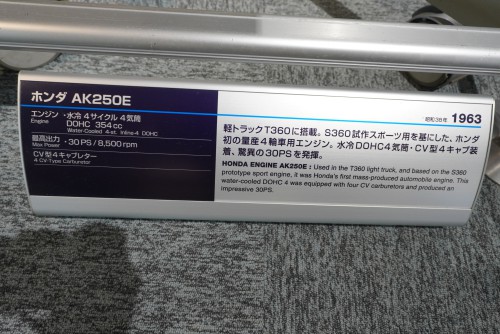 ホンダ AK250E
エンジン ・水冷 4サイクル 4気筒
Engine DOHC 354cc
Water-Cooled 4-st. Inline-4 DOHC
最高出力 ・30PS/8,500rpm
Max Power
CV型4キャブレター
4 CV-Type Carburetor
昭和38年 1963
軽トラックT360に搭載。S360試作スポーツ用を基にした、ホンダ
初の量産4輪車用エンジン。水冷DOHC4気筒・CV型4キャブ装
着、驚異の30PSを発揮。
HONDA ENGINE AK250E : Used in the T360 light truck, and based on the S360
prototype sport engine, it was Honda's first mass-produced automobile engine. This
water-cooled DOHC 4 was equipped with four CV carburetors and produced an
impressive 30PS.